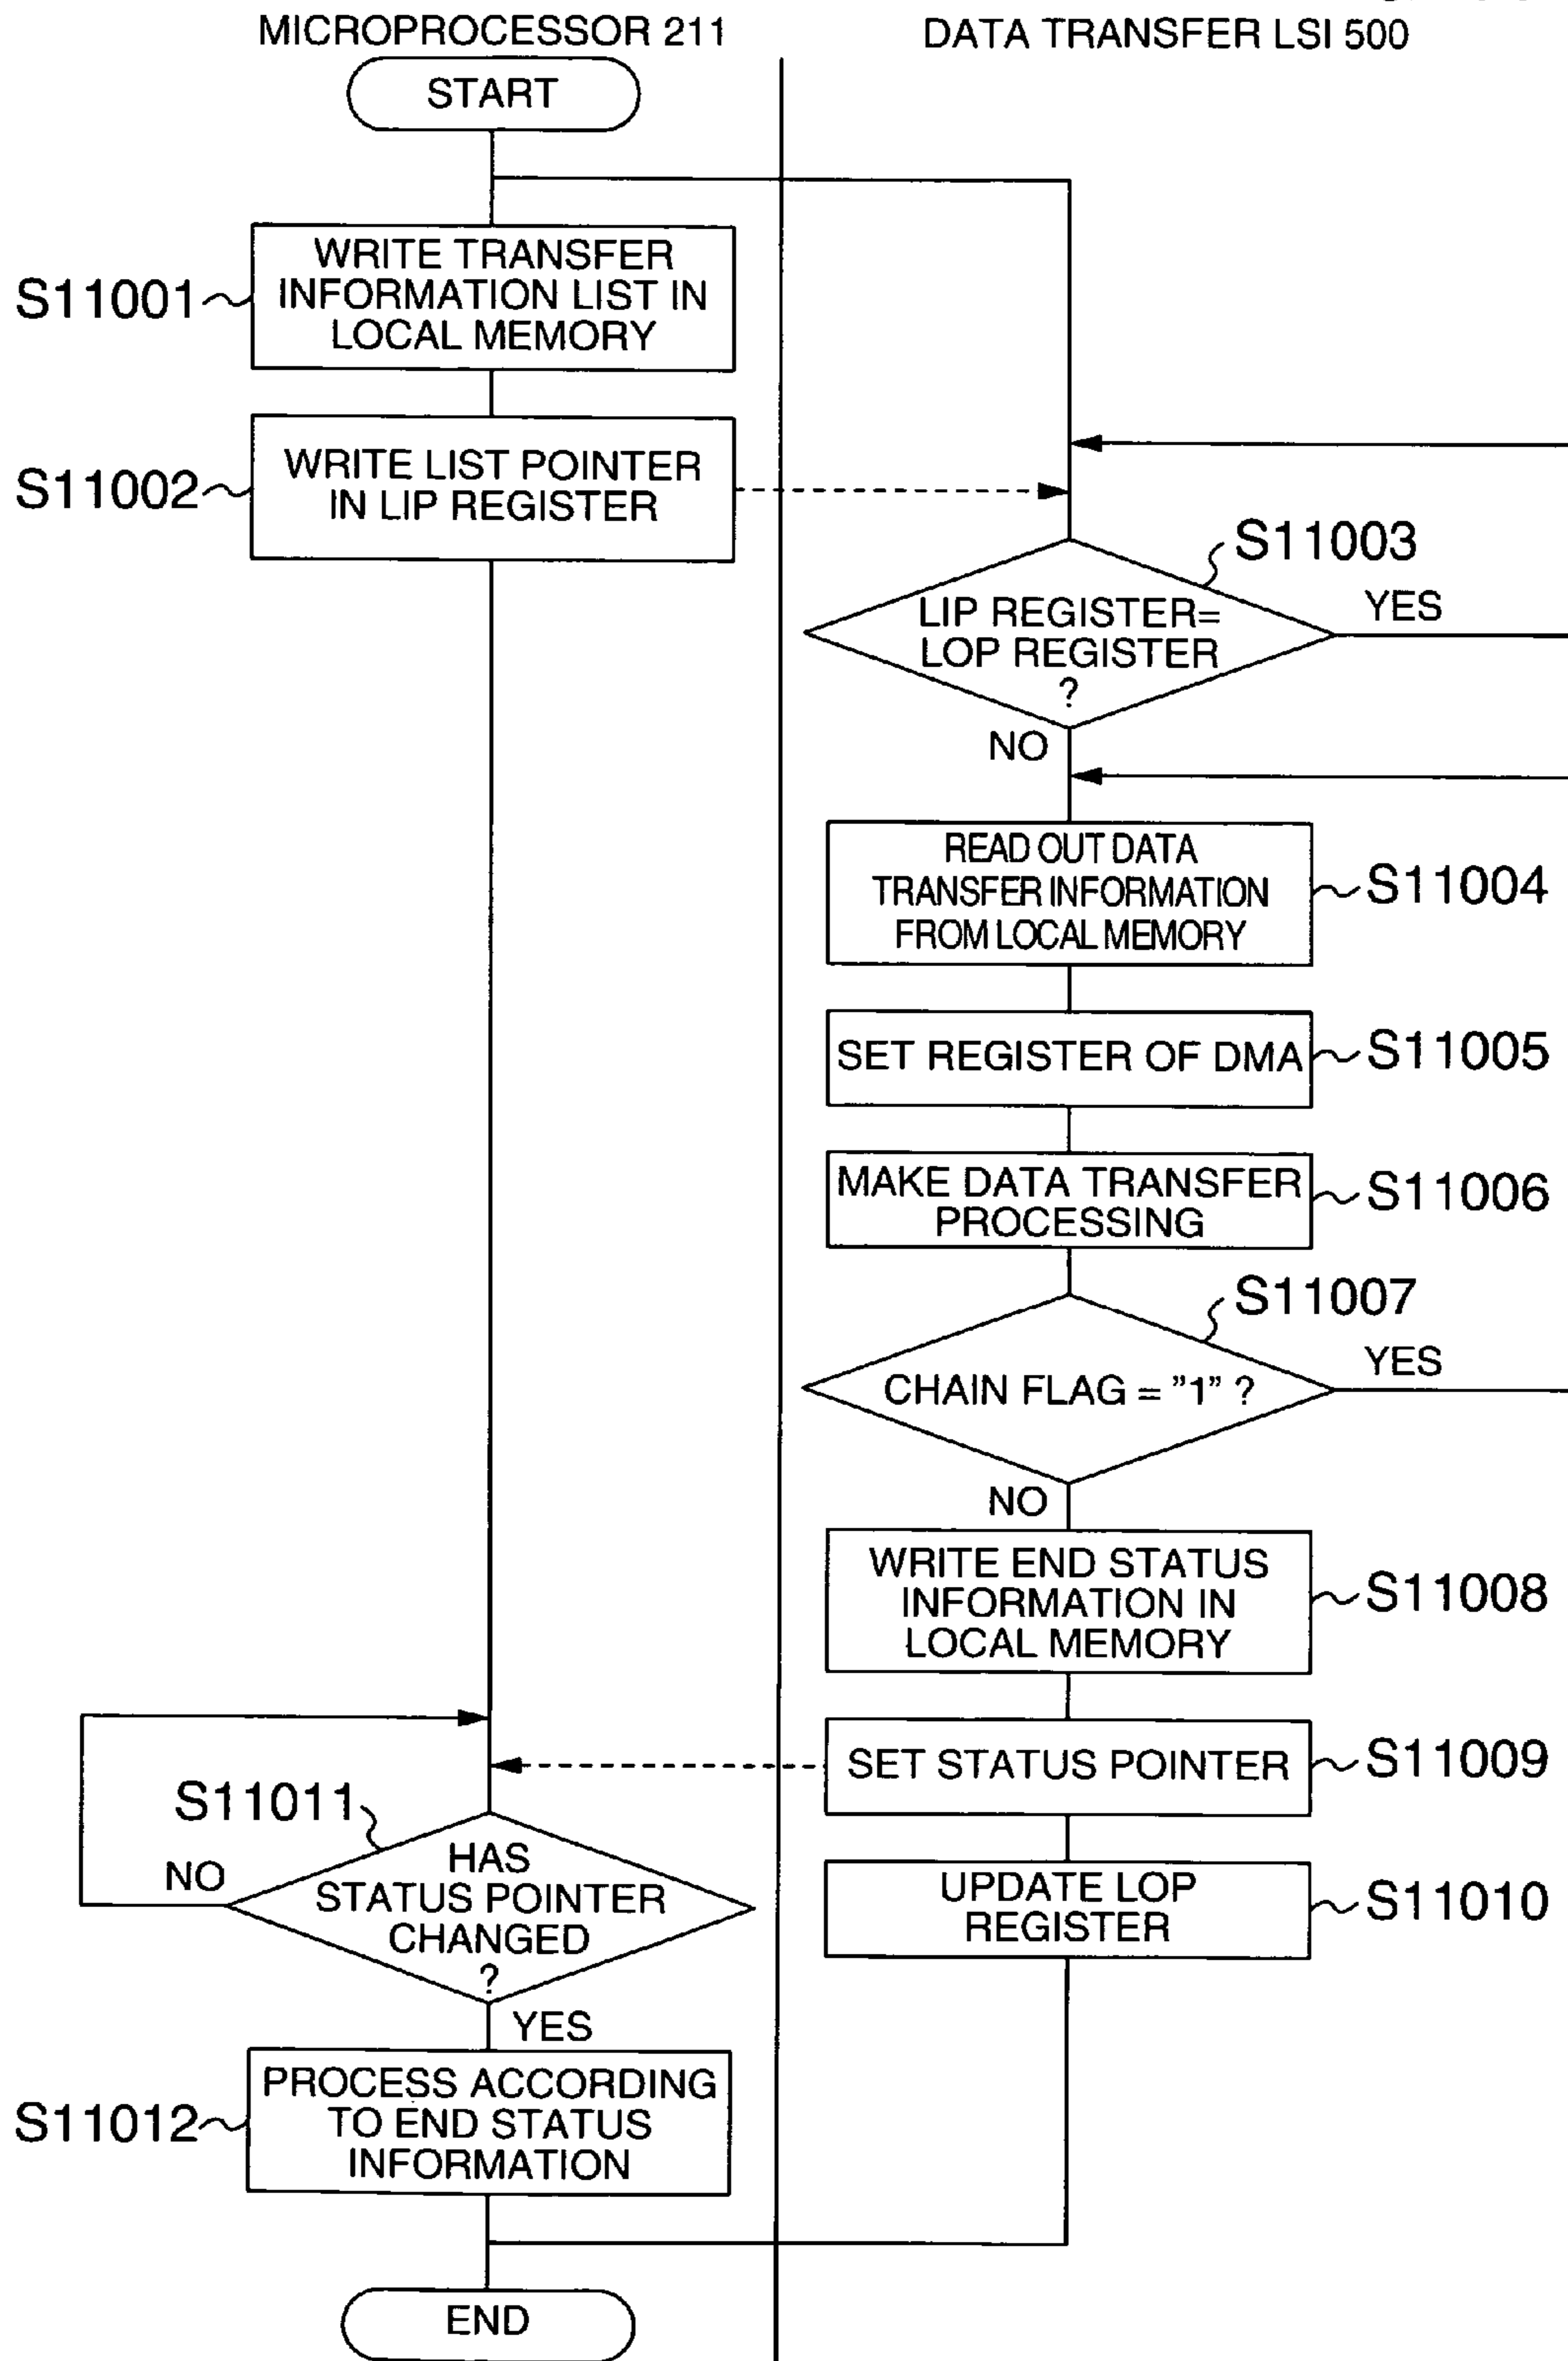 MICROPROCESSOR 211
DATA TRANSFER LSI 500
START
S11001
WRITE TRANSFER
INFORMATION LIST IN
LOCAL MEMORY
S11002
WRITE LIST POINTER
IN LIP REGISTER
S11003
LIP REGISTER=
LOP REGISTER
?
YES
NO
READ OUT DATA
TRANSFER INFORMATION
FROM LOCAL MEMORY
S11004
SET REGISTER OF DMA
S11005
MAKE DATA TRANSFER
PROCESSING
S11006
S11007
CHAIN FLAG = ”1” ?
YES
NO
WRITE END STATUS
INFORMATION IN
LOCAL MEMORY
S11008
SET STATUS POINTER
S11009
UPDATE LOP
REGISTER
S11010
S11011
HAS
STATUS POINTER
CHANGED
?
NO
YES
S11012
PROCESS ACCORDING
TO END STATUS
INFORMATION
END